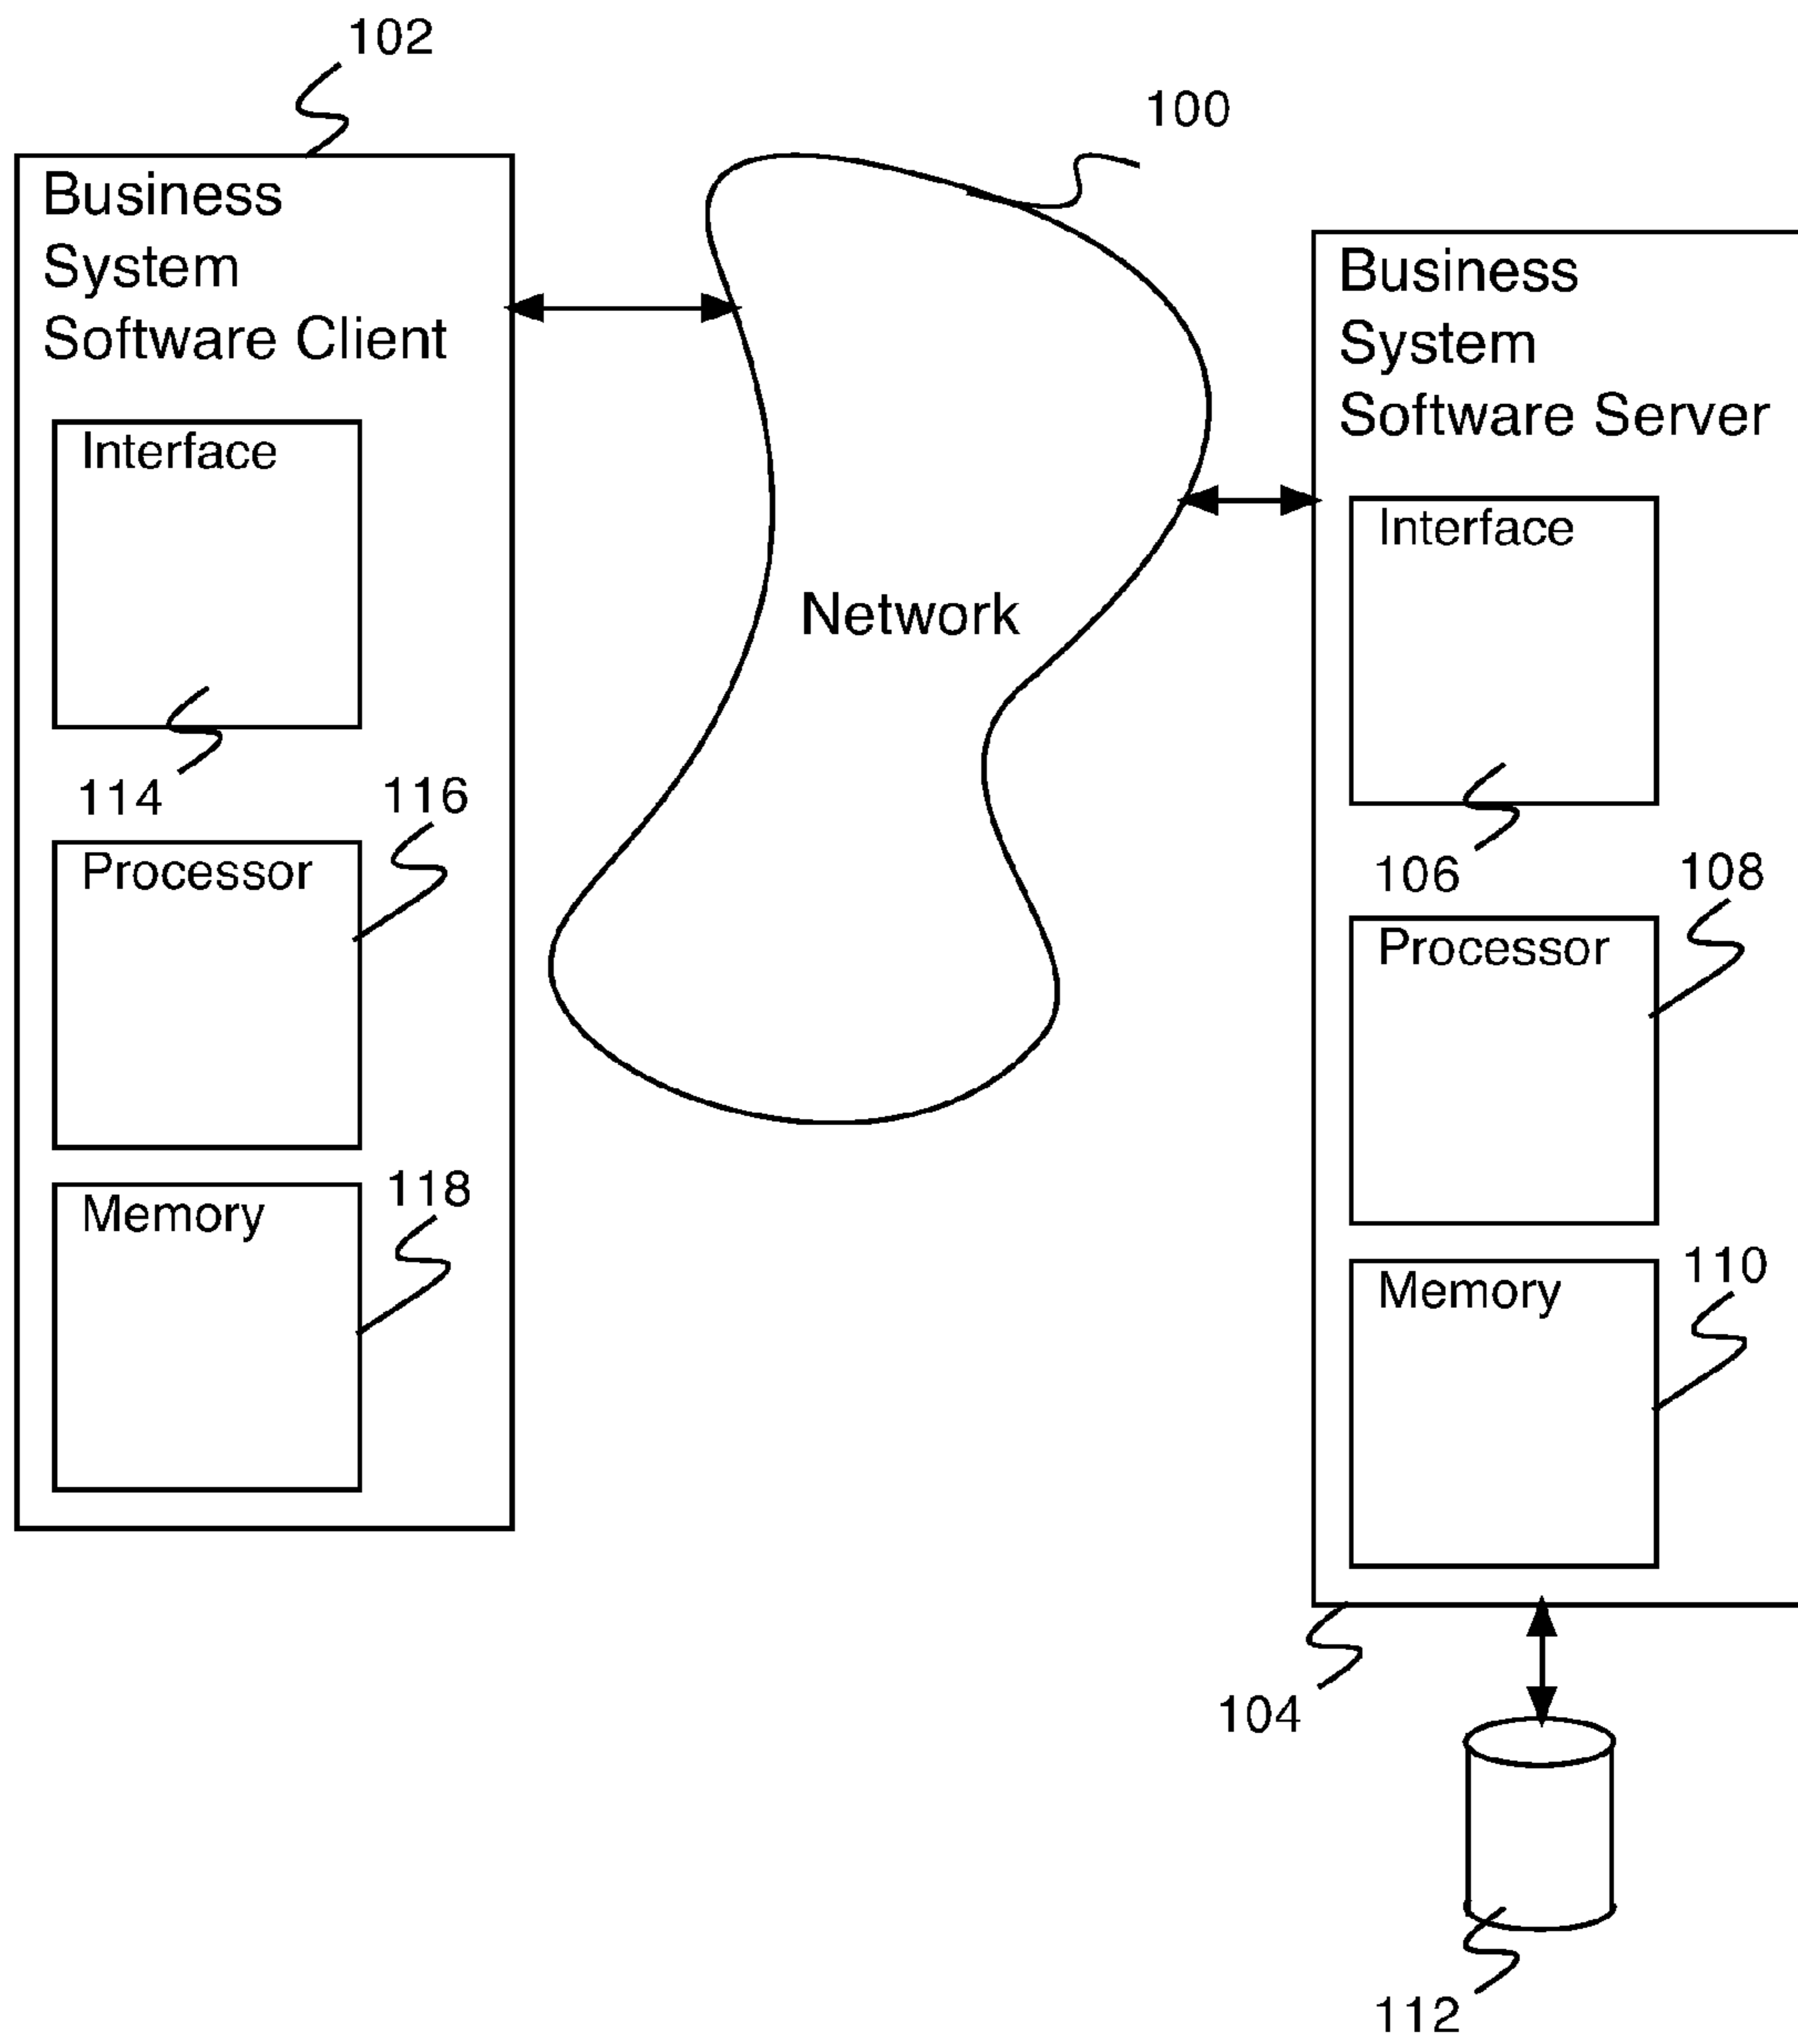 102
100
Business
System
Software Client
Interface
114
116
Processor
118
Memory
Network
Business
System
Software Server
Interface
106
108
Processor
110
Memory
104
112